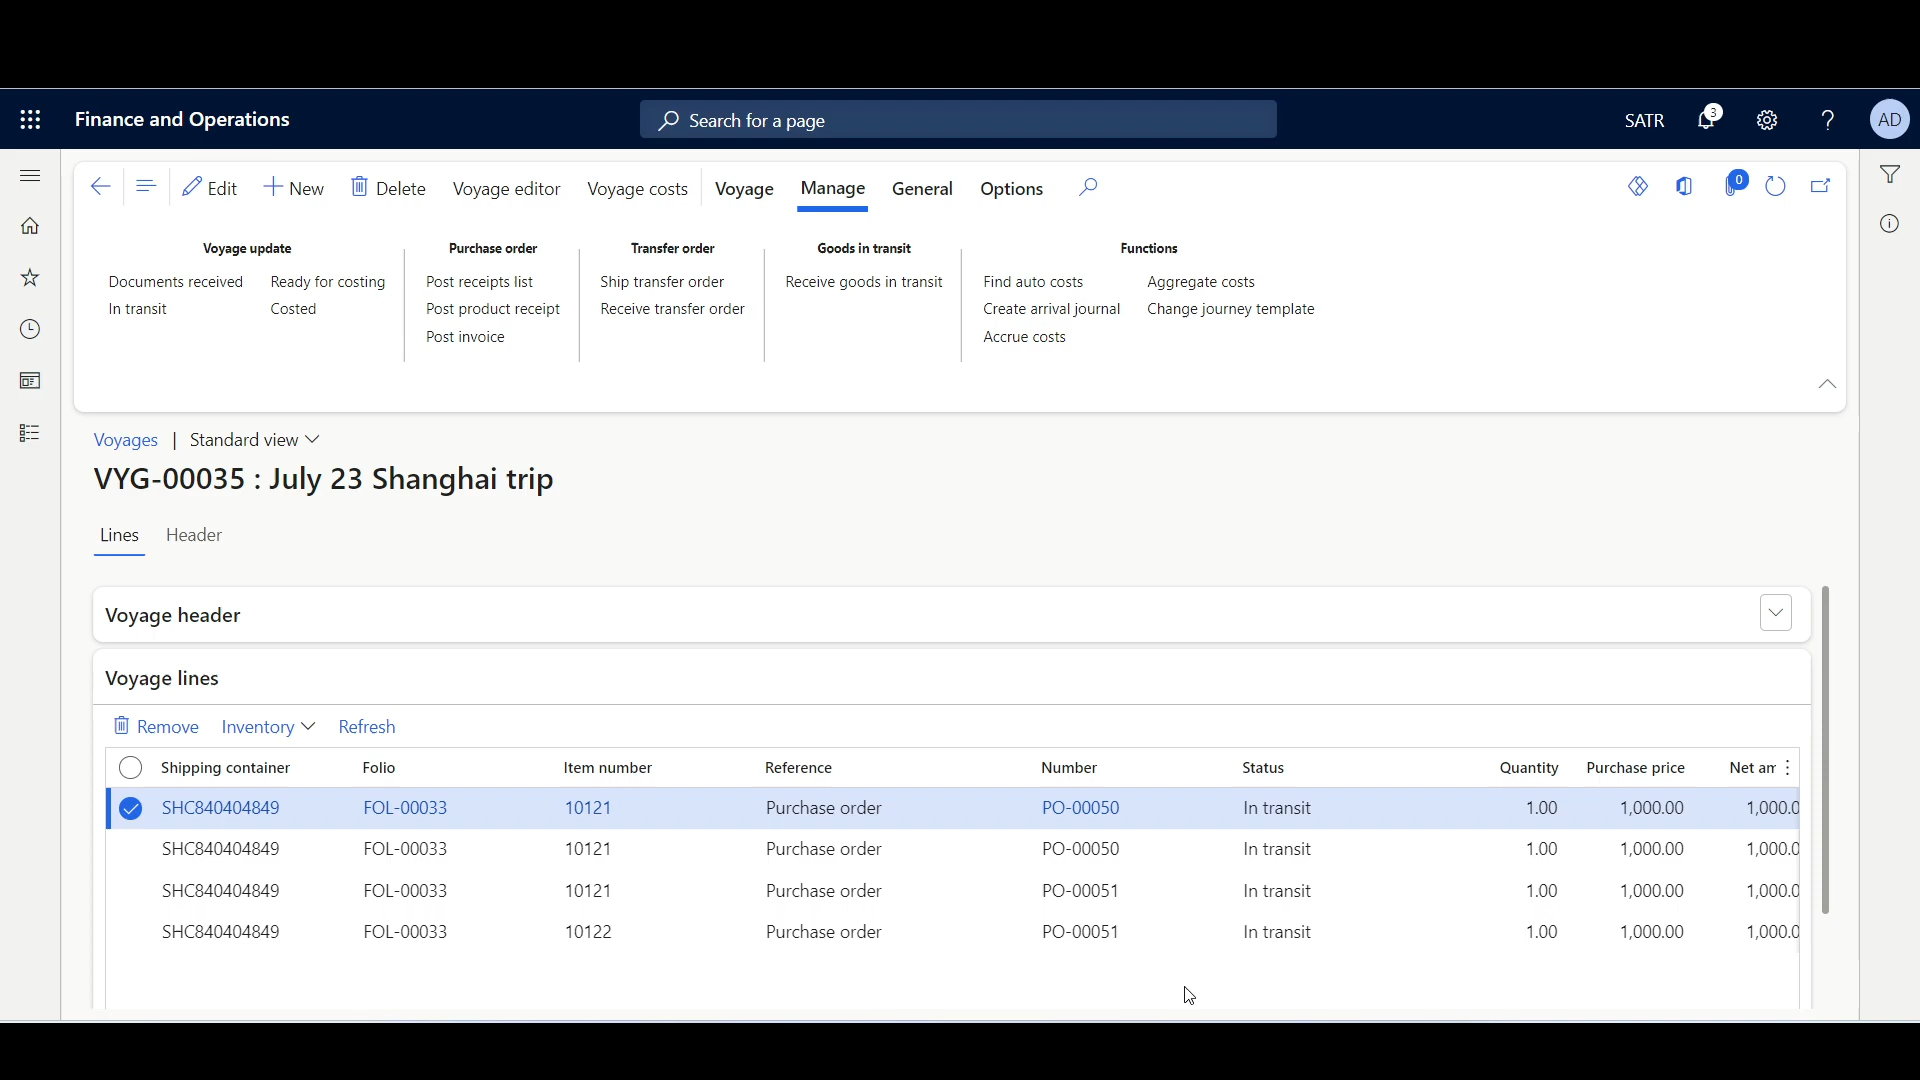 Finance and Operations
Search for a page
SATR
3
?
AD
Edit
New
Delete
Voyage editor
Voyage costs
Voyage
Manage
General
Options
0
Voyage update
Purchase order
Transfer order
Goods in transit
Functions
Documents received
Ready for costing
Post receipts list
Ship transfer order
Receive goods in transit
Find auto costs
Aggregate costs
In transit
Costed
Post product receipt
Receive transfer order
Create arrival journal
Change journey template
Post invoice
Accrue costs
Voyages | Standard view
VYG-00035 : July 23 Shanghai trip
Lines
Header
Voyage header
Voyage lines
Remove
Inventory
Refresh
Shipping container Folio Item number Reference Number Status Quantity Purchase price Net am
SHC840404849 FOL-00033 10121 Purchase order PO-00050 In transit 1.00 1,000.00 1,000.0
SHC840404849 FOL-00033 10121 Purchase order PO-00050 In transit 1.00 1,000.00 1,000.0
SHC840404849 FOL-00033 10121 Purchase order PO-00051 In transit 1.00 1,000.00 1,000.0
SHC840404849 FOL-00033 10122 Purchase order PO-00051 In transit 1.00 1,000.00 1,000.0